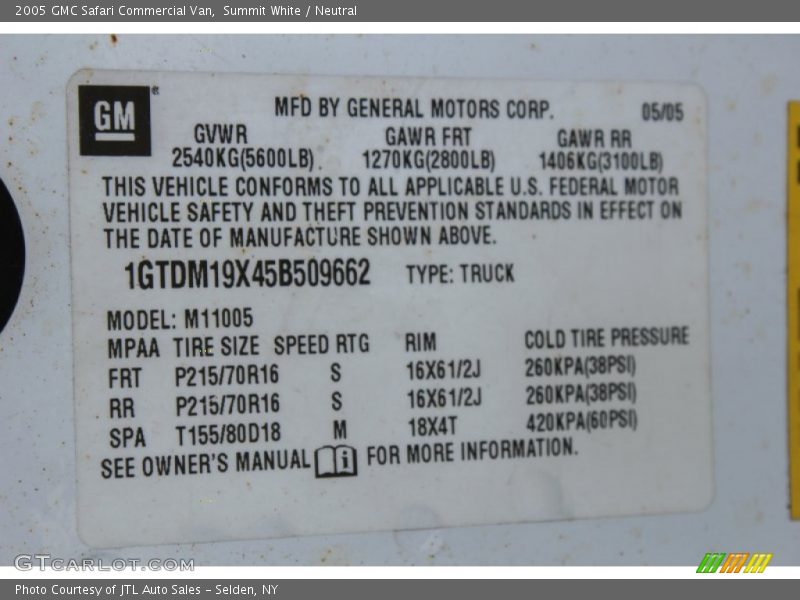 2005 GMC Safari Commercial Van,  Summit White / Neutral
GM®
MFD BY GENERAL MOTORS CORP. 05/05
GVWR GAWR FRT GAWR RR
2540KG(5600LB) 1270KG(2800LB) 1406KG(3100LB)
THIS VEHICLE CONFORMS TO ALL APPLICABLE U.S. FEDERAL MOTOR
VEHICLE SAFETY AND THEFT PREVENTION STANDARDS IN EFFECT ON
THE DATE OF MANUFACTURE SHOWN ABOVE.
1GTDM19X45B509662 TYPE: TRUCK
MODEL: M11005
MPAA TIRE SIZE SPEED RTG RIM COLD TIRE PRESSURE
FRT P215/70R16 S 16X61/2J 260KPA(38PSI)
RR P215/70R16 S 16X61/2J 260KPA(38PSI)
SPA T155/80D18 M 18X4T 420KPA(60PSI)
SEE OWNER'S MANUAL i FOR MORE INFORMATION.
GTCARLOT.COM
Photo Courtesy of JTL Auto Sales – Selden, NY